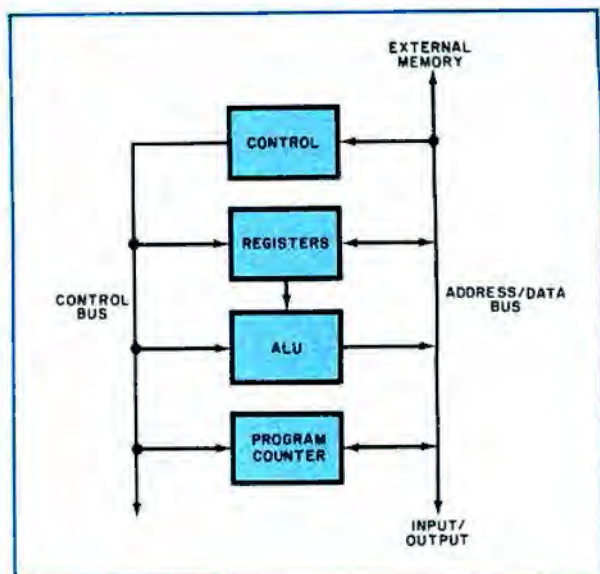 EXTERNAL
MEMORY
CONTROL
REGISTERS
CONTROL
BUS
ADDRESS/DATA
BUS
ALU
PROGRAM
COUNTER
INPUT/
OUTPUT